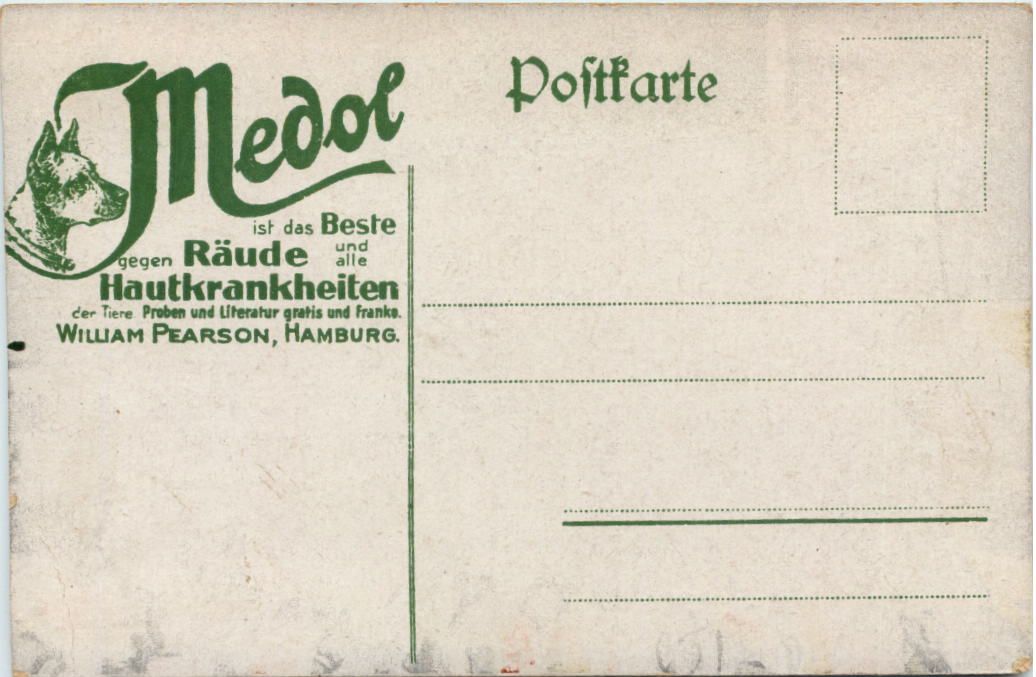 Medol
ist das Beste
gegen Räude und alle
Hautkrankheiten
der Tiere. Proben und Literatur gratis und franko.
WILLIAM PEARSON, HAMBURG.
Poſtkarte